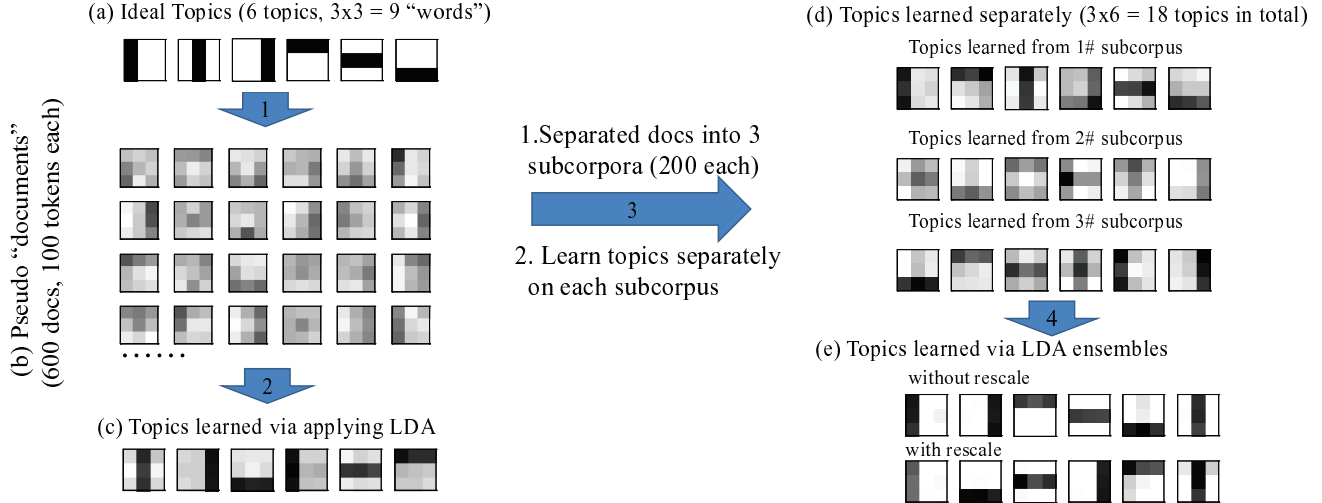 (a) Ideal Topics (6 topics, 3x3 = 9 “words”)
1
(b) Pseudo “documents”
(600 docs, 100 tokens each)
......
2
(c) Topics learned via applying LDA
1.Separated docs into 3
subcorpora (200 each)
3
2. Learn topics separately
on each subcorpus
(d) Topics learned separately (3x6 = 18 topics in total)
Topics learned from 1# subcorpus
Topics learned from 2# subcorpus
Topics learned from 3# subcorpus
4
(e) Topics learned via LDA ensembles
without rescale
with rescale